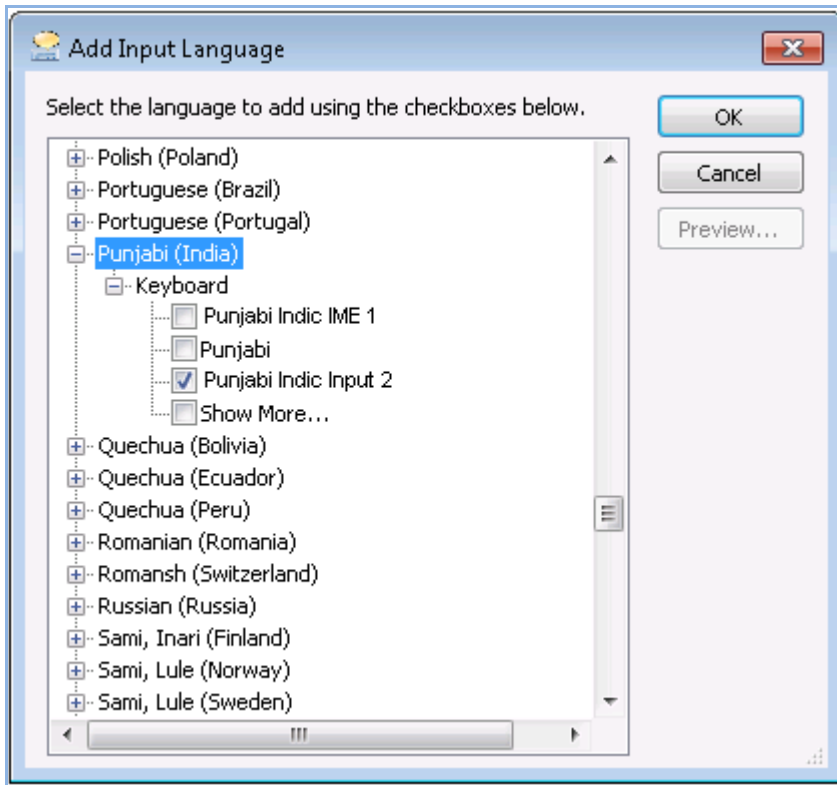 Add Input Language
Select the language to add using the checkboxes below.
OK
Cancel
Preview...
Polish (Poland)
Portuguese (Brazil)
Portuguese (Portugal)
Punjabi (India)
Keyboard
Punjabi Indic IME 1
Punjabi
Punjabi Indic Input 2
Show More...
Quechua (Bolivia)
Quechua (Ecuador)
Quechua (Peru)
Romanian (Romania)
Romansh (Switzerland)
Russian (Russia)
Sami, Inari (Finland)
Sami, Lule (Norway)
Sami, Lule (Sweden)